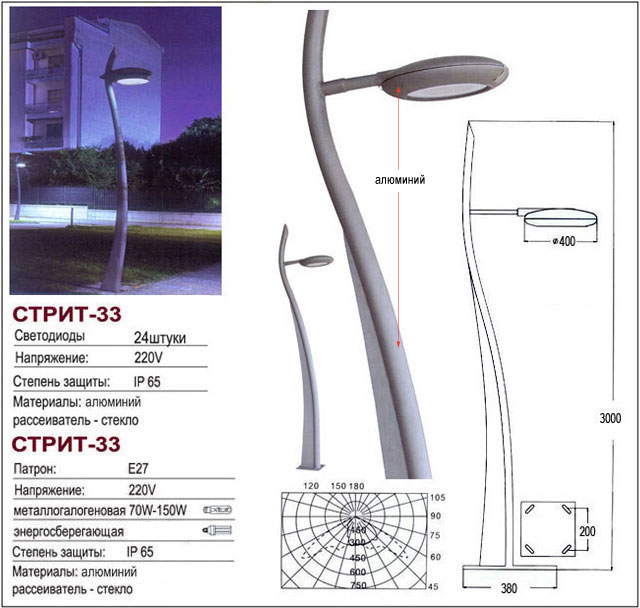 СТРИТ-33
Светодиоды 24штуки
Напряжение: 220V
Степень защиты: IP 65
Материалы: алюминий
рассеиватель - стекло
СТРИТ-33
Патрон: E27
Напряжение: 220V
металлогалогеновая 70W-150W
энергосберегающая
Степень защиты: IP 65
Материалы: алюминий
рассеиватель - стекло
алюминий
ø400
3000
200
380
120 150 180
105
90
75
60
45
150
300
450
600
750